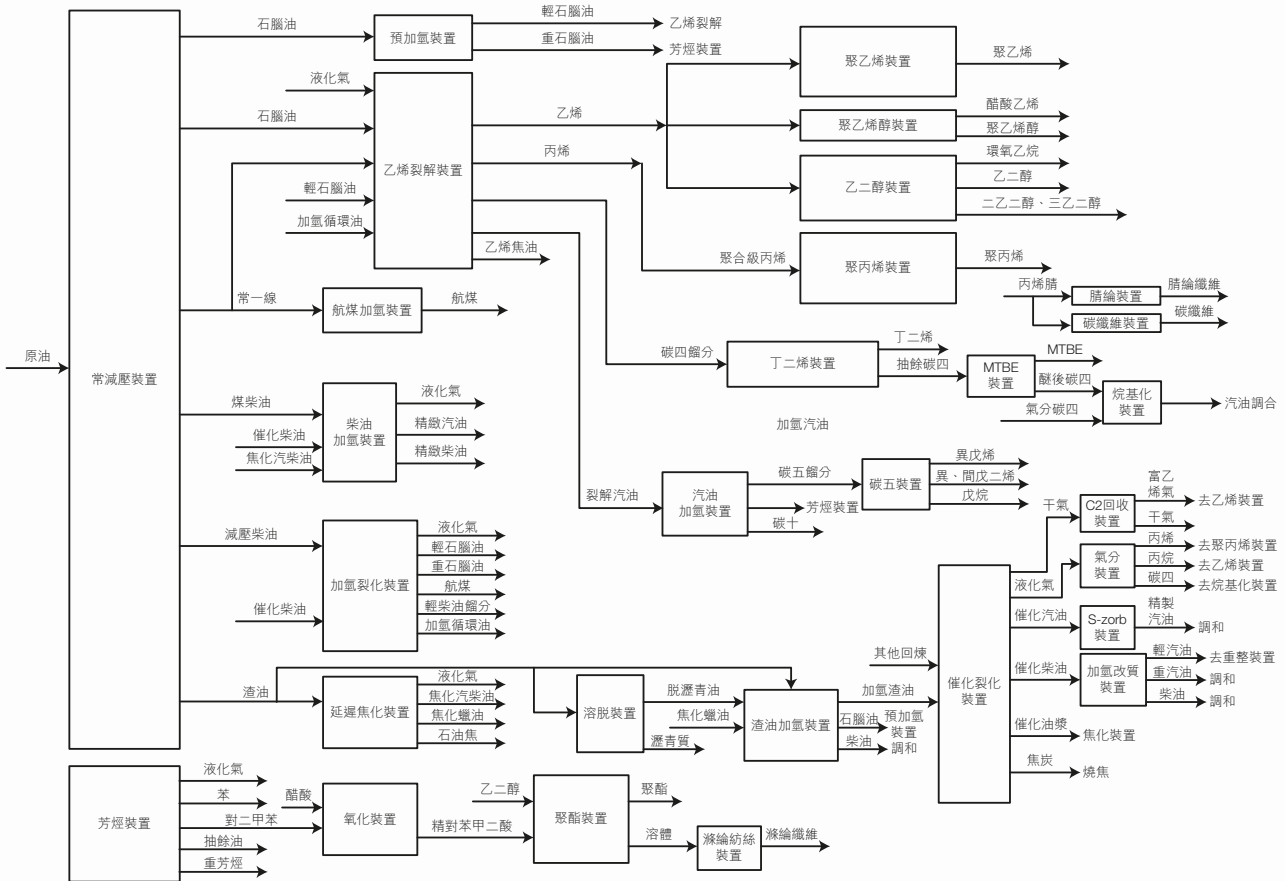 石腦油
預加氫裝置
輕石腦油
乙烯裂解
重石腦油
芳烴裝置
液化氣
石腦油
乙烯裂解裝置
輕石腦油
加氫循環油
乙烯
丙烯
乙烯焦油
聚乙烯裝置
聚乙烯
聚乙烯醇裝置
醋酸乙烯
聚乙烯醇
乙二醇裝置
環氧乙烷
乙二醇
二乙二醇、三乙二醇
聚合級丙烯
聚丙烯裝置
聚丙烯
丙烯腈
腈綸裝置
腈綸纖維
碳纖維裝置
碳纖維
常一線
航煤加氫裝置
航煤
原油
常減壓裝置
碳四餾分
丁二烯裝置
丁二烯
抽餘碳四
MTBE
裝置
MTBE
醚後碳四
氣分碳四
烷基化
裝置
汽油調合
煤柴油
催化柴油
焦化汽柴油
柴油
加氫裝置
液化氣
精緻汽油
精緻柴油
加氫汽油
裂解汽油
汽油
加氫裝置
碳五餾分
芳烴裝置
碳十
碳五裝置
異戊烯
異、間戊二烯
戊烷
減壓柴油
催化柴油
加氫裂化裝置
液化氣
輕石腦油
重石腦油
航煤
輕柴油餾分
加氫循環油
干氣
C2回收
裝置
富乙
烯氣
去乙烯裝置
干氣
液化氣
氣分
裝置
丙烯
去聚丙烯裝置
丙烷
去乙烯裝置
碳四
去烷基化裝置
催化汽油
S-zorb
裝置
精製
汽油
調和
其他回煉
催化裂化
裝置
催化柴油
加氫改質
裝置
輕汽油
去重整裝置
重汽油
調和
柴油
調和
催化油漿
焦化裝置
焦炭
燒焦
渣油
延遲焦化裝置
液化氣
焦化汽柴油
焦化蠟油
石油焦
溶脱裝置
脱瀝青油
焦化蠟油
瀝青質
渣油加氫裝置
加氫渣油
石腦油
預加氫
裝置
柴油
調和
芳烴裝置
液化氣
苯
對二甲苯
抽餘油
重芳烴
醋酸
氧化裝置
精對苯甲二酸
乙二醇
聚酯裝置
聚酯
溶體
滌綸紡絲
裝置
滌綸纖維